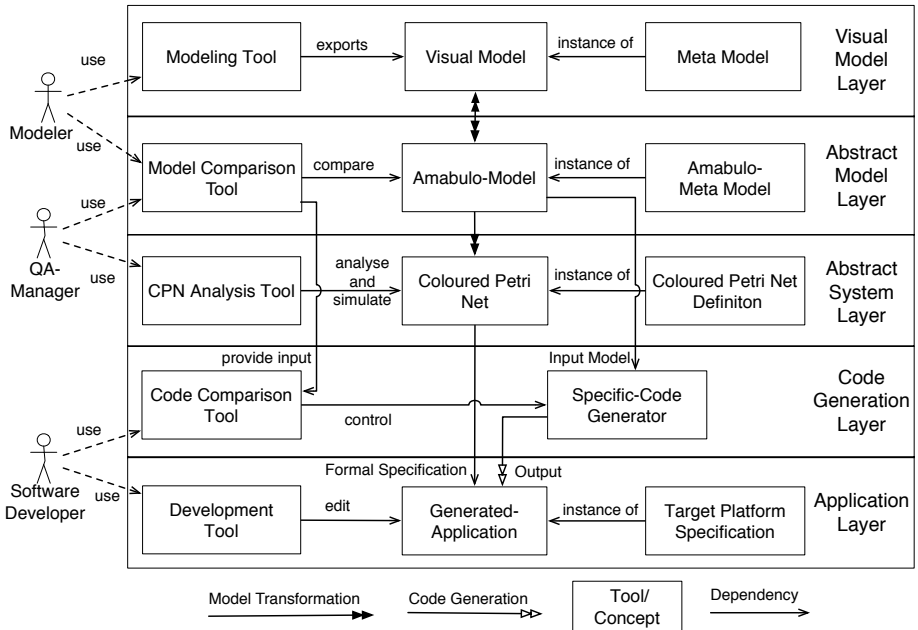 Modeling Tool
exports
Visual Model
instance of
Meta Model
Visual
Model
Layer
use
Modeler
use
Model Comparison
Tool
compare
Amabulo-Model
instance of
Amabulo-
Meta Model
Abstract
Model
Layer
use
QA-
Manager
use
CPN Analysis Tool
analyse
and
simulate
Coloured Petri
Net
instance of
Coloured Petri Net
Definiton
Abstract
System
Layer
provide input
Input Model
Code Comparison
Tool
control
Specific-Code
Generator
Code
Generation
Layer
use
Software
Developer
use
Formal Specification
Output
Development
Tool
edit
Generated-
Application
instance of
Target Platform
Specification
Application
Layer
Model Transformation
Code Generation
Tool/
Concept
Dependency